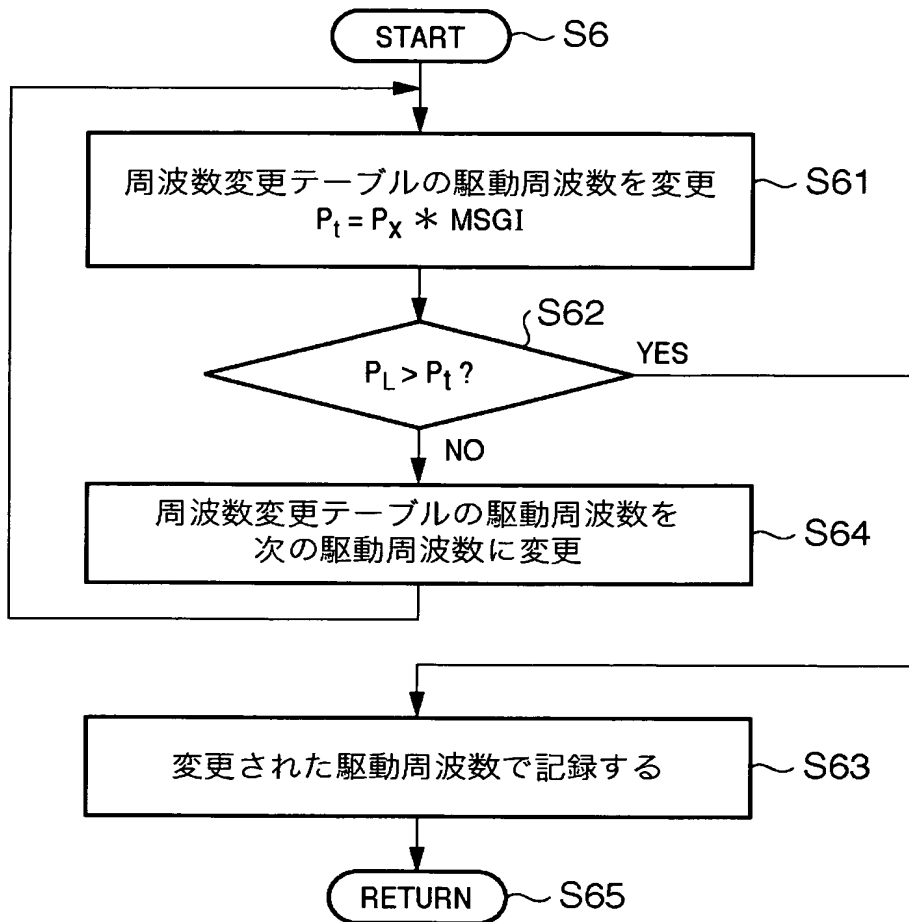 START
S6
周波数変更テーブルの駆動周波数を変更
Pt = PX * MSGI
S61
S62
PL > Pt ?
YES
NO
周波数変更テーブルの駆動周波数を
次の駆動周波数に変更
S64
変更された駆動周波数で記録する
S63
RETURN
S65